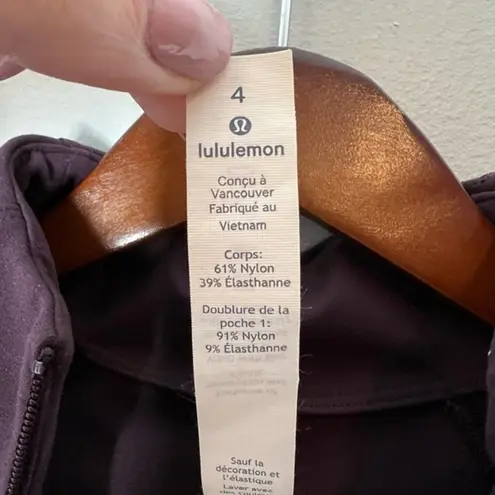 4
lululemon
Conçu à
Vancouver
Fabriqué au
Vietnam
Corps:
61% Nylon
39% Élasthanne
Doublure de la
poche 1:
91% Nylon
9% Élasthanne
Sauf la
décoration et
l'élastique
Laver avec des